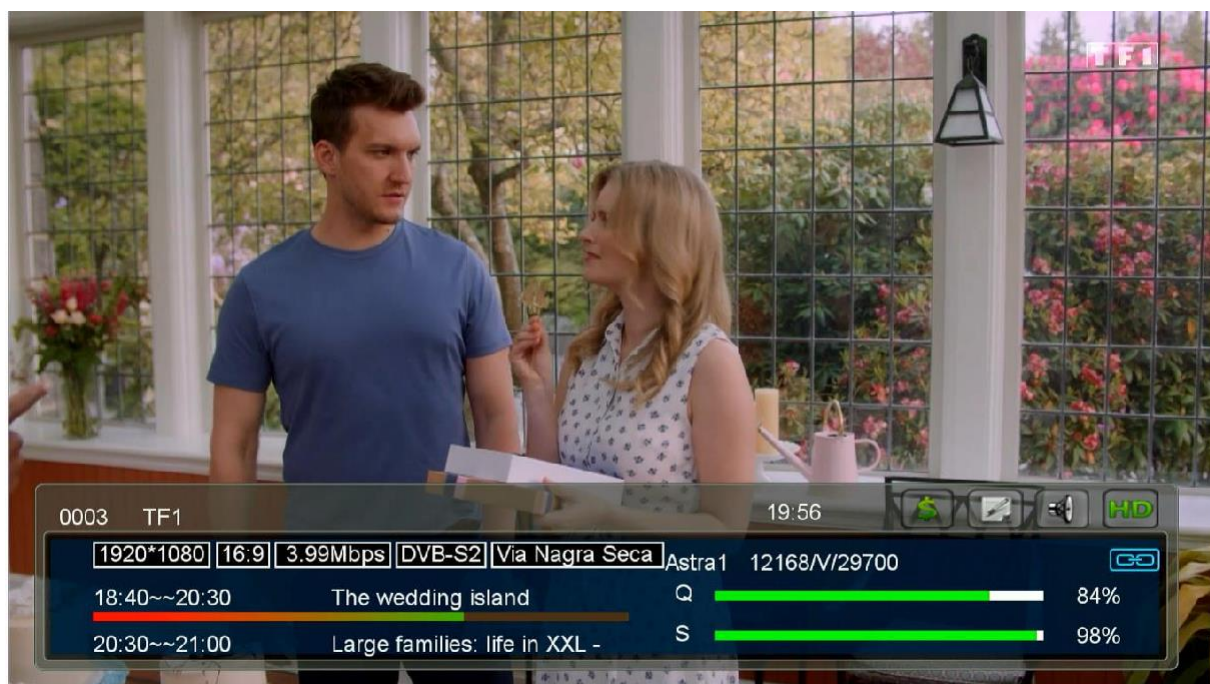 TF1
0003 TF1 19:56 $ HD
1920*1080 16:9 3.99Mbps DVB-S2 Via Nagra Seca Astra1 12168/V/29700
18:40~~20:30 The wedding island Q 84%
20:30~~21:00 Large families: life in XXL - S 98%